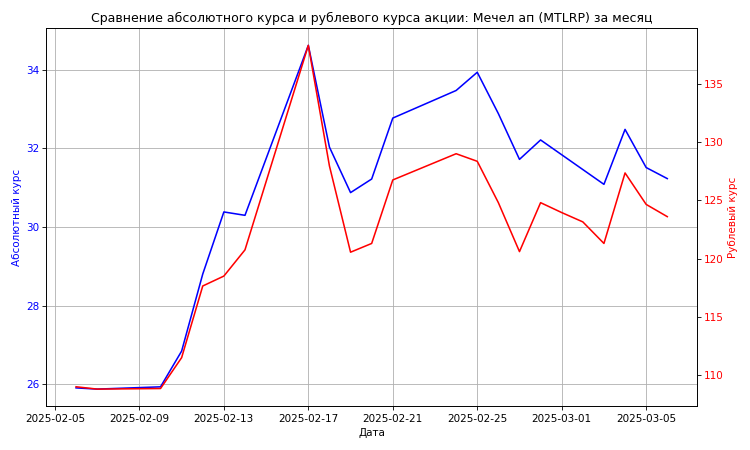 Сравнение абсолютного курса и рублевого курса акции: Мечел ап (MTLRP) за месяц
Абсолютный курс
34
32
30
28
26
135
130
125
120
115
110
Рублевый курс
2025-02-05 2025-02-09 2025-02-13 2025-02-17 2025-02-21 2025-02-25 2025-03-01 2025-03-05
Дата